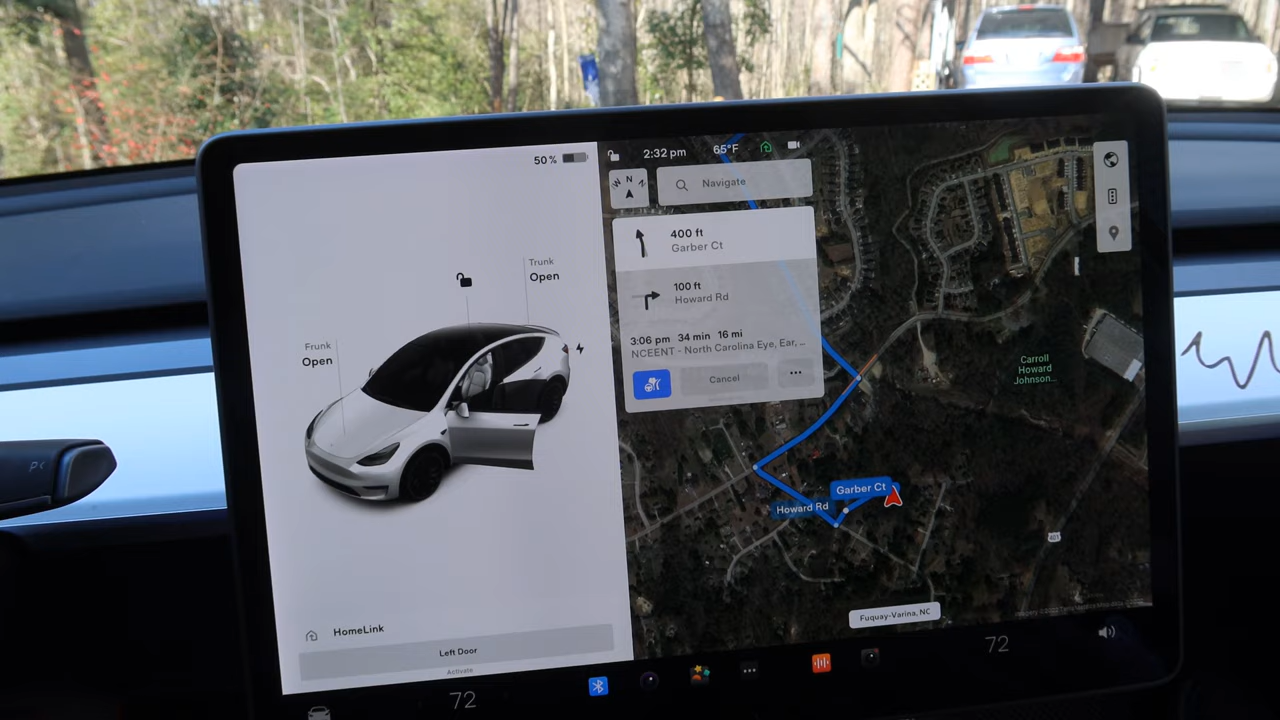 50%
Trunk
Open
Frunk
Open
HomeLink
Left Door
Activate
2:32 pm 65°F
N
Navigate
400 ft
Garber Ct
100 ft
Howard Rd
3:06 pm 34 min 16 mi
NCEENT - North Carolina Eye, Ear, ...
Cancel
Carroll
Howard
Johnson...
Garber Ct
Howard Rd
401
Fuquay-Varina, NC
72
72
P